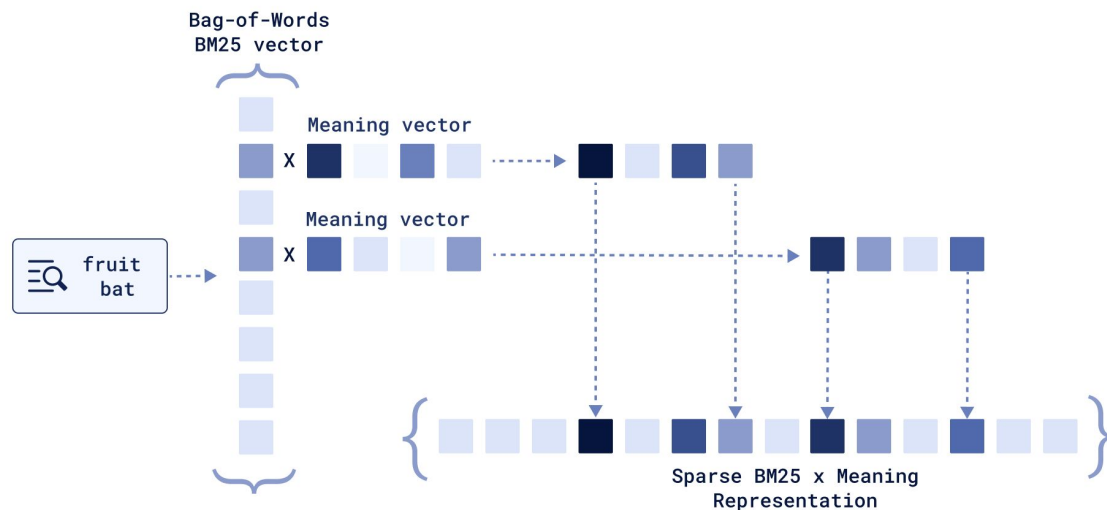 Bag-of-Words
BM25 vector
Meaning vector
X
Meaning vector
X
fruit
bat
Sparse BM25 x Meaning
Representation